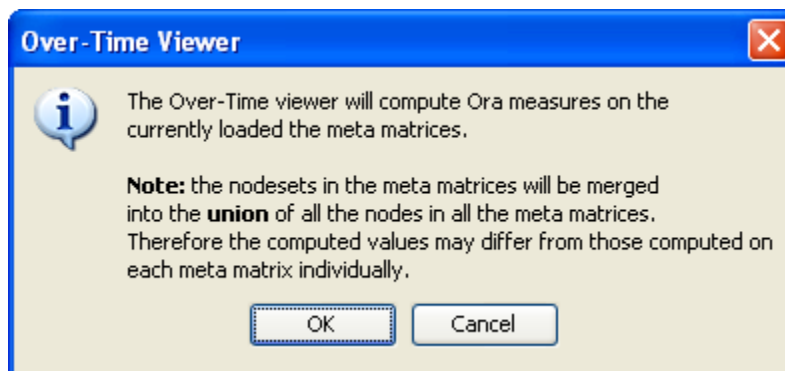 Over-Time Viewer
The Over-Time viewer will compute Ora measures on the
currently loaded the meta matrices.
Note: the nodesets in the meta matrices will be merged
into the union of all the nodes in all the meta matrices.
Therefore the computed values may differ from those computed on
each meta matrix individually.
OK
Cancel